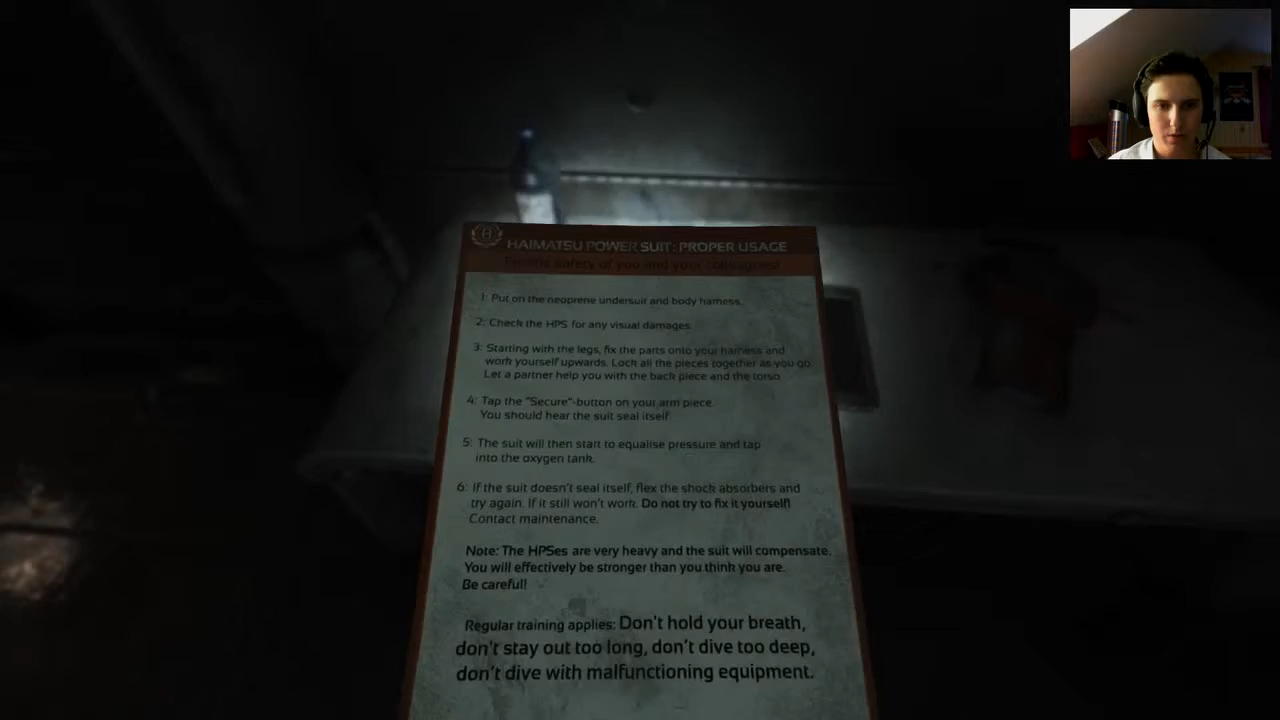 HAIMATSU POWER SUIT: PROPER USAGE
For the safety of you and your colleagues!
1: Put on the neoprene undersuit and body harness.
2: Check the HPS for any visual damages.
3: Starting with the legs, fix the parts onto your harness and
work yourself upwards. Lock all the pieces together as you go.
Let a partner help you with the back piece and the torso.
4: Tap the "Secure"-button on your arm piece.
You should hear the suit seal itself.
5: The suit will then start to equalise pressure and tap
into the oxygen tank.
6: If the suit doesn't seal itself, flex the shock absorbers and
try again. If it still won't work. Do not try to fix it yourself!
Contact maintenance.
Note: The HPSes are very heavy and the suit will compensate.
You will effectively be stronger than you think you are.
Be careful!
Regular training applies: Don't hold your breath,
don't stay out too long, don't dive too deep,
don't dive with malfunctioning equipment.